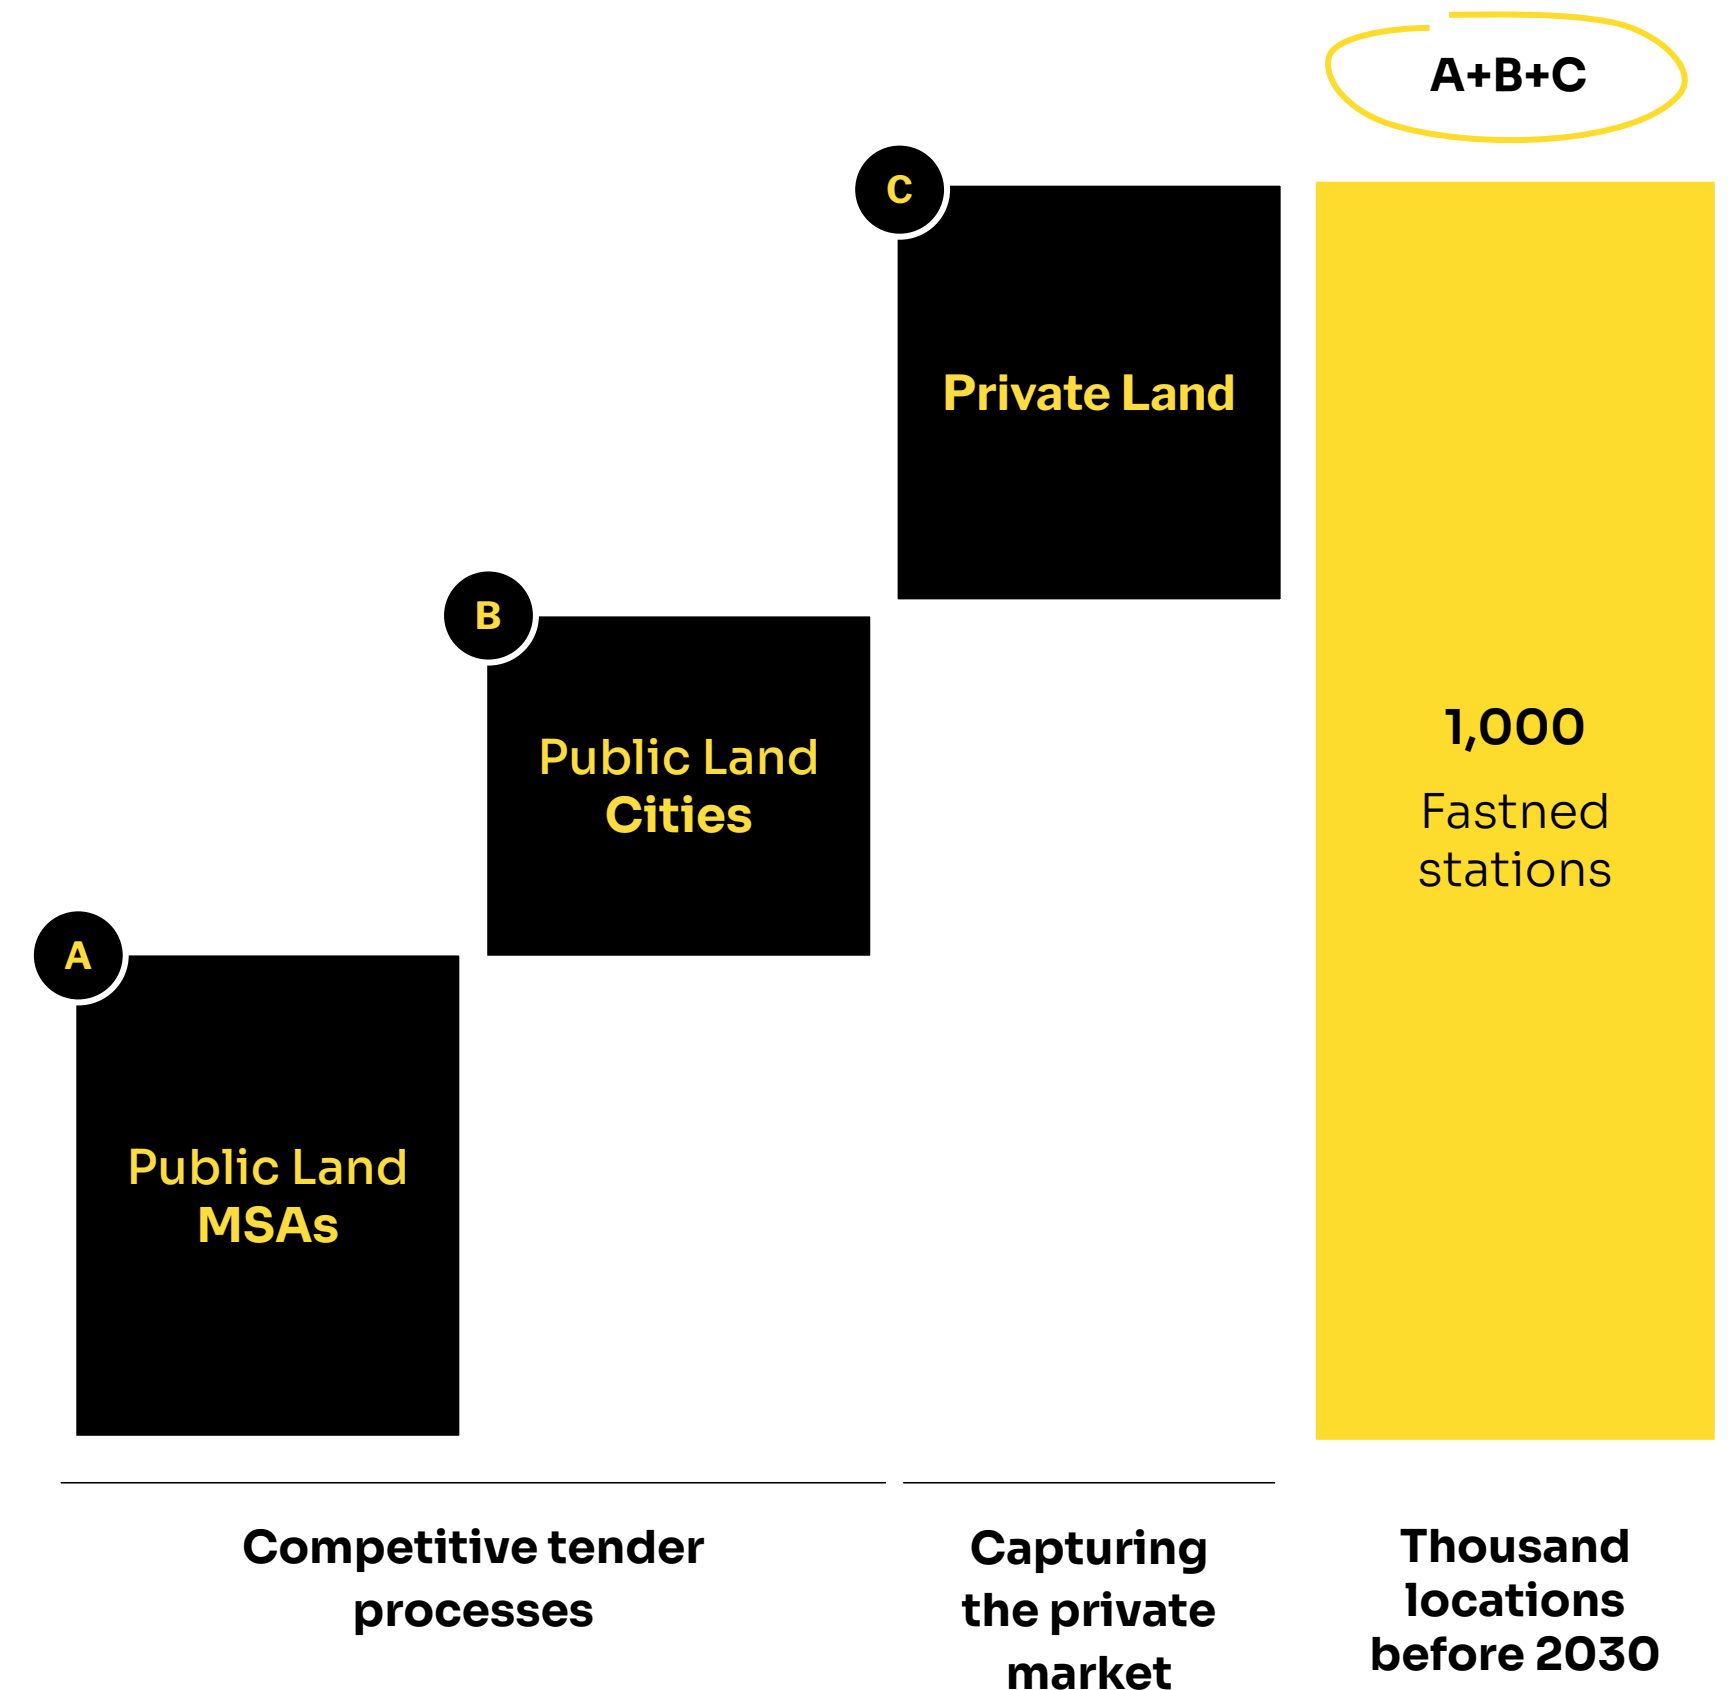 A+B+C
C
Private Land
B
Public Land
Cities
A
Public Land
MSAs
1,000
Fastned
stations
Competitive tender
processes
Capturing
the private
market
Thousand
locations
before 2030